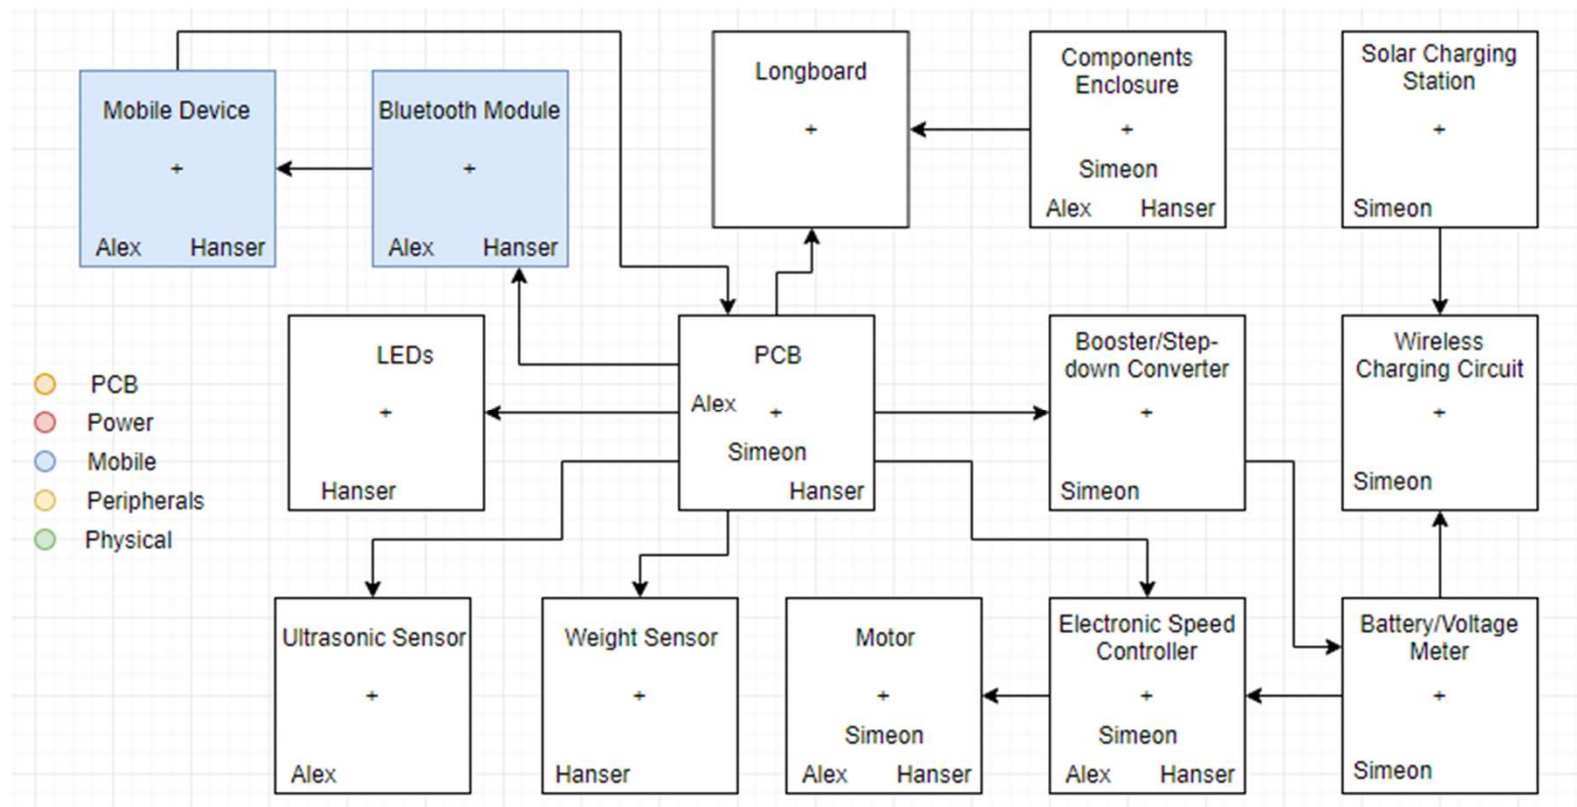 Mobile Device
+
Alex Hanser
Bluetooth Module
+
Alex Hanser
Longboard
+
Components
Enclosure
+
Simeon
Alex Hanser
Solar Charging
Station
+
Simeon
PCB
Power
Mobile
Peripherals
Physical
LEDs
+
Hanser
PCB
Alex +
Simeon
Hanser
Booster/Step-
down Converter
+
Simeon
Wireless
Charging Circuit
+
Simeon
Ultrasonic Sensor
+
Alex
Weight Sensor
+
Hanser
Motor
+
Simeon
Alex Hanser
Electronic Speed
Controller
+
Simeon
Alex Hanser
Battery/Voltage
Meter
+
Simeon